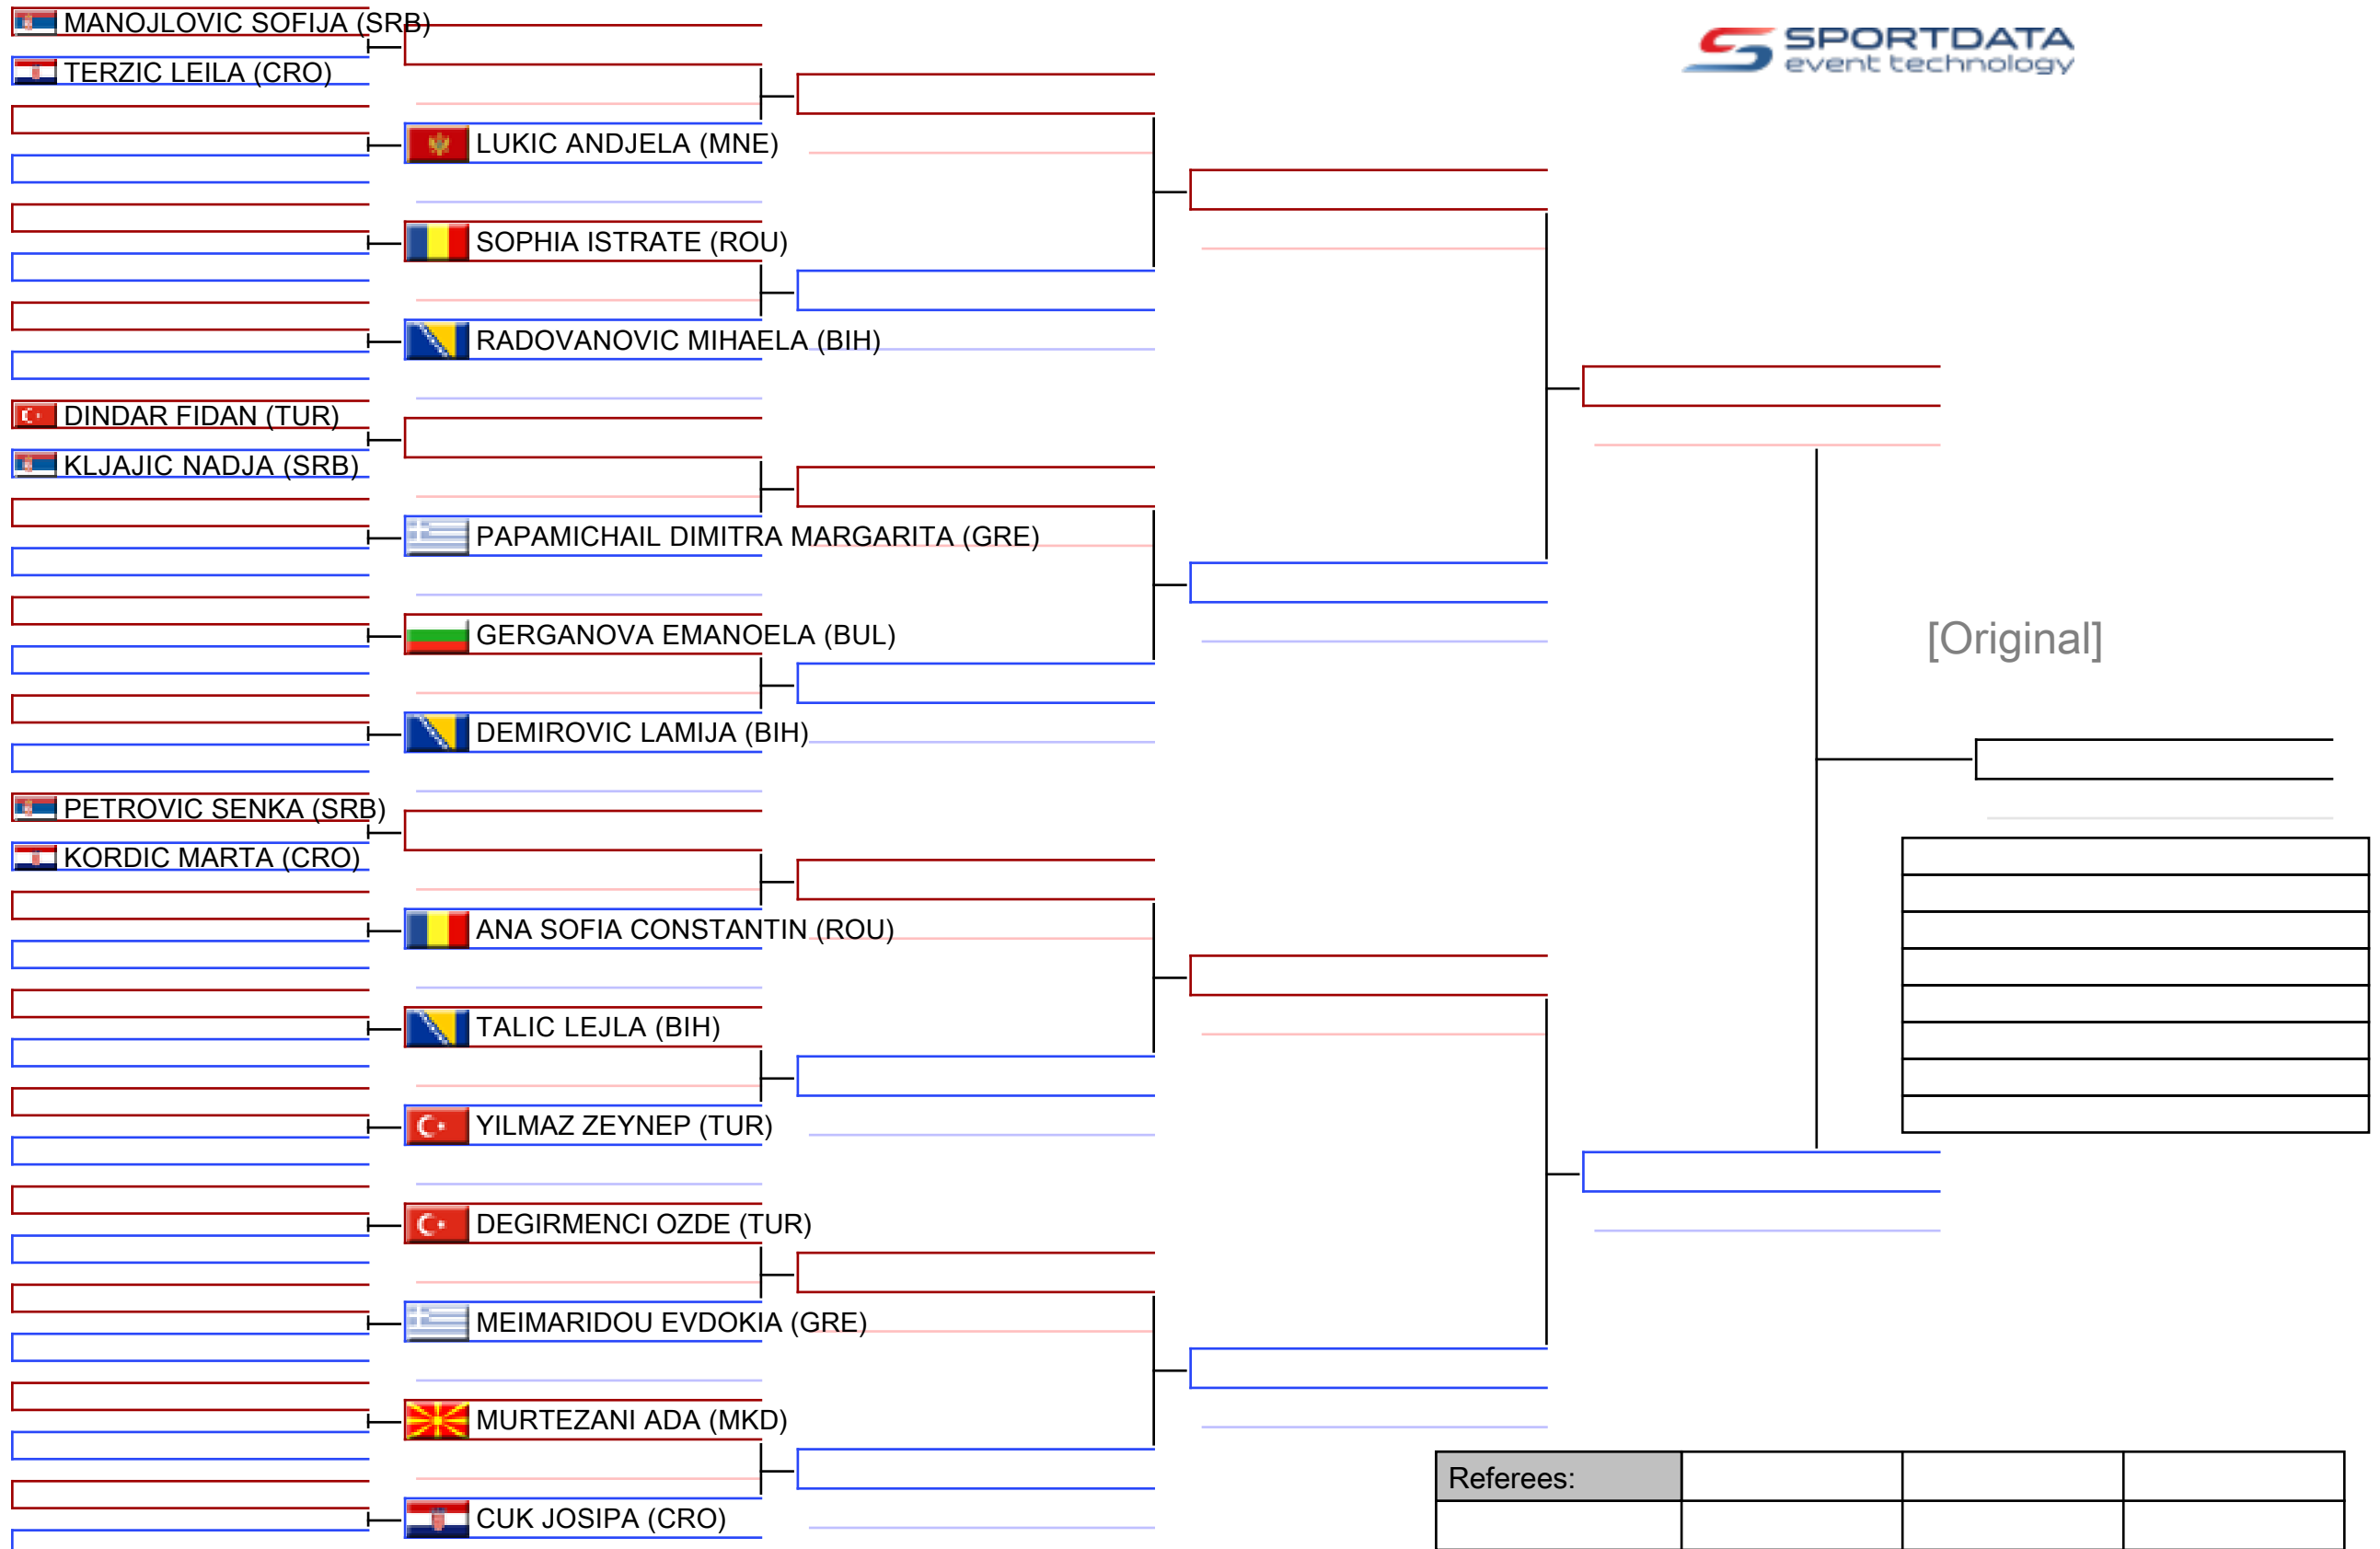 MANOJLOVIC SOFIJA (SRB)
SPORTDATA
event technology
TERZIC LEILA (CRO)
LUKIC ANDJELA (MNE)
SOPHIA ISTRATE (ROU)
RADOVANOVIC MIHAELA (BIH)
DINDAR FIDAN (TUR)
KLJAJIC NADJA (SRB)
PAPAMICHAIL DIMITRA MARGARITA (GRE)
GERGANOVA EMANOELA (BUL)
[Original]
DEMIROVIC LAMIJA (BIH)
PETROVIC SENKA (SRB)
KORDIC MARTA (CRO)
ANA SOFIA CONSTANTIN (ROU)
TALIC LEJLA (BIH)
YILMAZ ZEYNEP (TUR)
DEGIRMENCI OZDE (TUR)
MEIMARIDOU EVDOKIA (GRE)
MURTEZANI ADA (MKD)
Referees:
CUK JOSIPA (CRO)